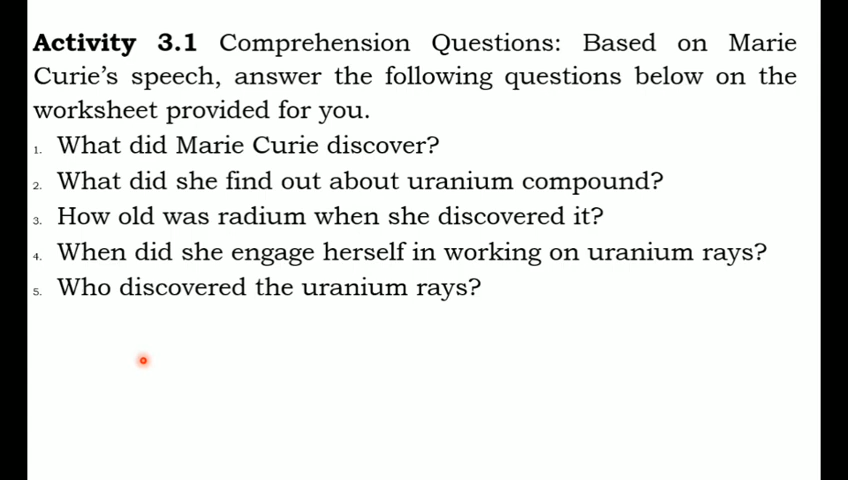 Activity 3.1 Comprehension Questions: Based on Marie
Curie's speech, answer the following questions below on the
worksheet provided for you.
1. What did Marie Curie discover?
2. What did she find out about uranium compound?
3. How old was radium when she discovered it?
4. When did she engage herself in working on uranium rays?
5. Who discovered the uranium rays?